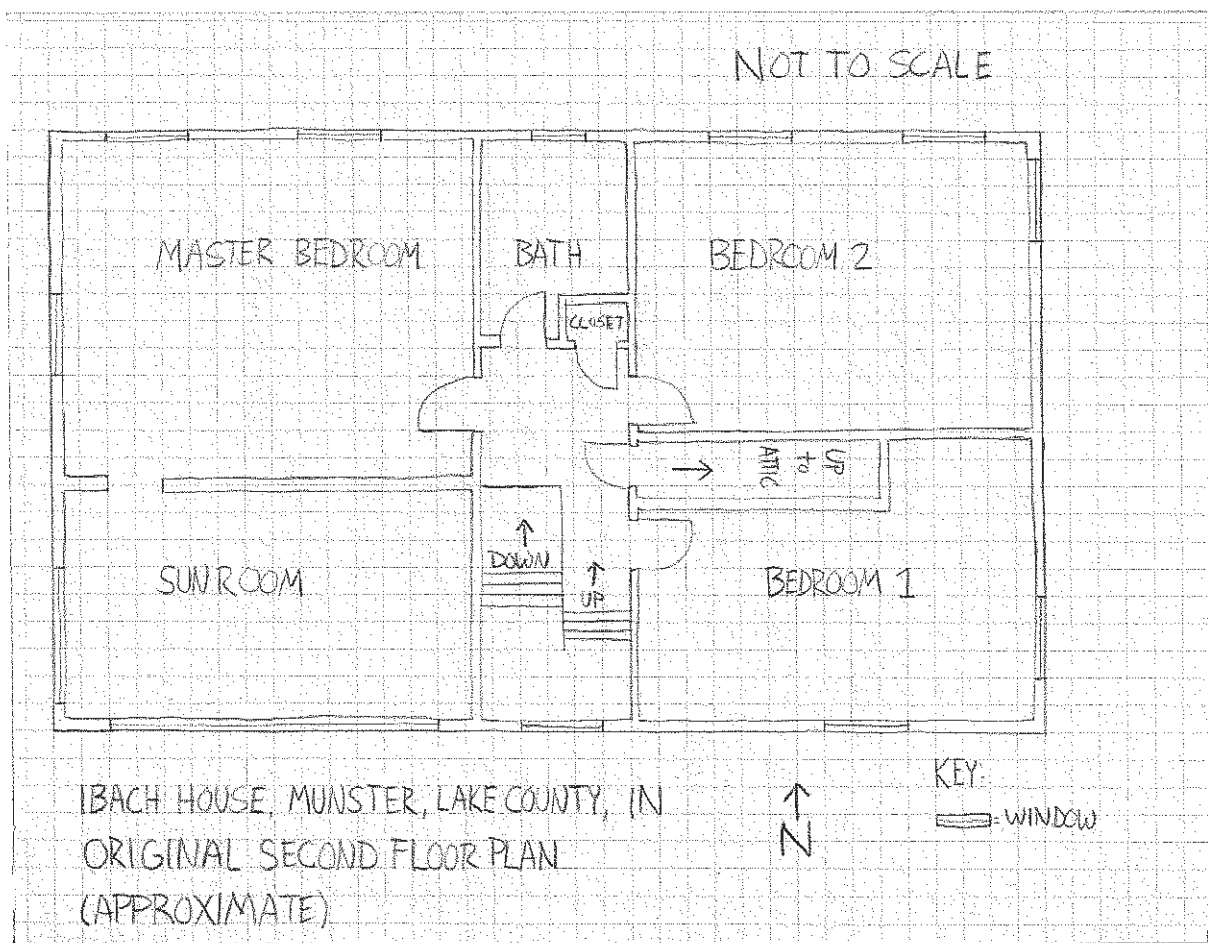 NOT TO SCALE
MASTER BEDROOM
BATH
BEDROOM 2
CLOSET
UP
to
ATTIC
DOWN
UP
SUNROOM
BEDROOM 1
IBACH HOUSE, MUNSTER, LAKE COUNTY, IN
ORIGINAL SECOND FLOOR PLAN
(APPROXIMATE)
N
KEY:
= WINDOW